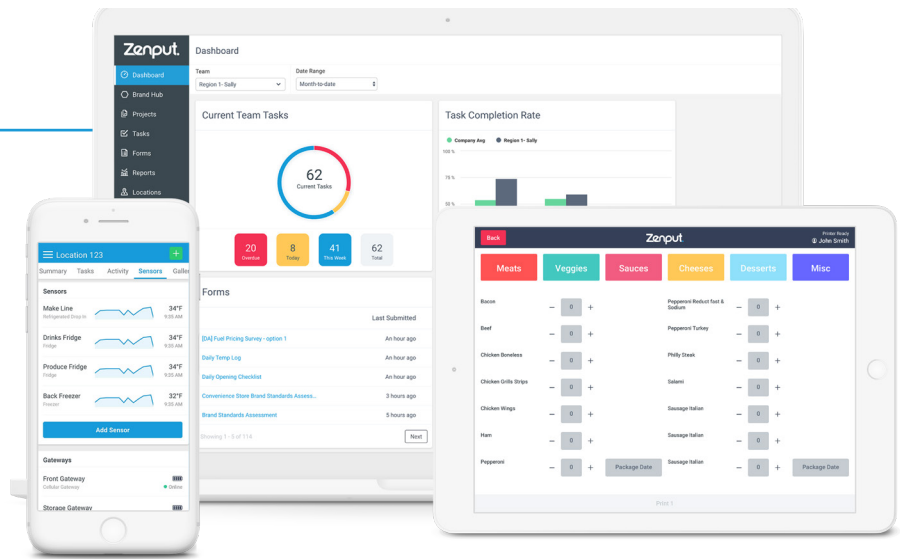 Zenput.
Dashboard
Dashboard
Brand Hub
Projects
Tasks
Forms
Reports
Locations
Team
Date Range
Region 1- Sally
Month-to-date
Current Team Tasks
62
Current Tasks
20
Overdue
8
Today
41
This Week
62
Total
Task Completion Rate
Company Avg
Region 1- Sally
100 %
75 %
50 %
Forms
Last Submitted
[DA] Fuel Pricing Survey - option 1
An hour ago
Daily Temp Log
An hour ago
Daily Opening Checklist
An hour ago
Convenience Store Brand Standards Assess...
3 hours ago
Brand Standards Assessment
5 hours ago
Showing 1 - 5 of 114
Next
Location 123
+
Summary Tasks Activity Sensors Galler
Sensors
Make Line
34°F
Refrigerated Drop-In
9:35 AM
Drinks Fridge
34°F
Fridge
9:35 AM
Produce Fridge
34°F
Fridge
9:35 AM
Back Freezer
32°F
Freezer
9:35 AM
Add Sensor
Gateways
Front Gateway
Cellular Gateway
Online
Storage Gateway
Back
Zenput
Printer Ready
John Smith
Meats Veggies Sauces Cheeses Desserts Misc
Bacon
− 0 +
Pepperoni Reduct fast &
Sodium
− 0 +
Beef
− 0 +
Pepperoni Turkey
− 0 +
Chicken Boneless
− 0 +
Philly Steak
− 0 +
Chicken Grills Strips
− 0 +
Salami
− 0 +
Chicken Wings
− 0 +
Sausage Italian
− 0 +
Ham
− 0 +
Sausage Italian
− 0 +
Pepperoni
− 0 +
Package Date
Sausage Italian
− 0 +
Package Date
Print 1